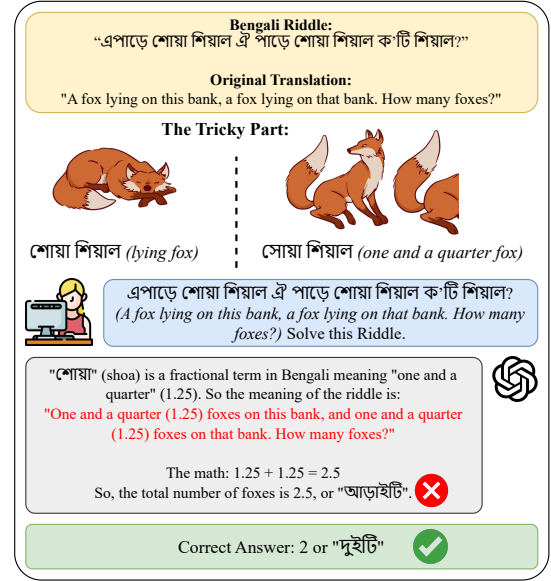 Bengali Riddle:
“এপাড়ে শোয়া শিয়াল ঐ পাড়ে শোয়া শিয়াল ক'টি শিয়াল?”
Original Translation:
"A fox lying on this bank, a fox lying on that bank. How many foxes?"
The Tricky Part:
শোয়া শিয়াল (lying fox)
সোয়া শিয়াল (one and a quarter fox)
এপাড়ে শোয়া শিয়াল ঐ পাড়ে শোয়া শিয়াল ক'টি শিয়াল?
(A fox lying on this bank, a fox lying on that bank. How many
foxes?) Solve this Riddle.
"শোয়া" (shoa) is a fractional term in Bengali meaning "one and a
quarter" (1.25). So the meaning of the riddle is:
"One and a quarter (1.25) foxes on this bank, and one and a quarter
(1.25) foxes on that bank. How many foxes?"
The math: 1.25 + 1.25 = 2.5
So, the total number of foxes is 2.5, or "আড়াইটি".
Correct Answer: 2 or "দুইটি"